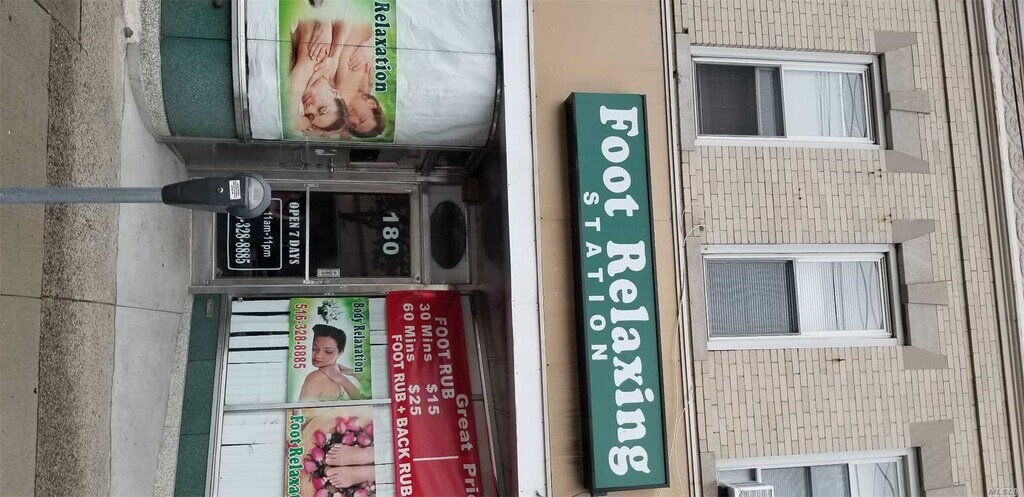 Foot Relaxing
STATION
Relaxation
180
OPEN 7 DAYS
11am-11pm
-328-8885
Body Relaxation
516-328-8885
Foot Relaxa
Great Pri
FOOT RUB
30 Mins $15
60 Mins $25
FOOT RUB + BACK RUB